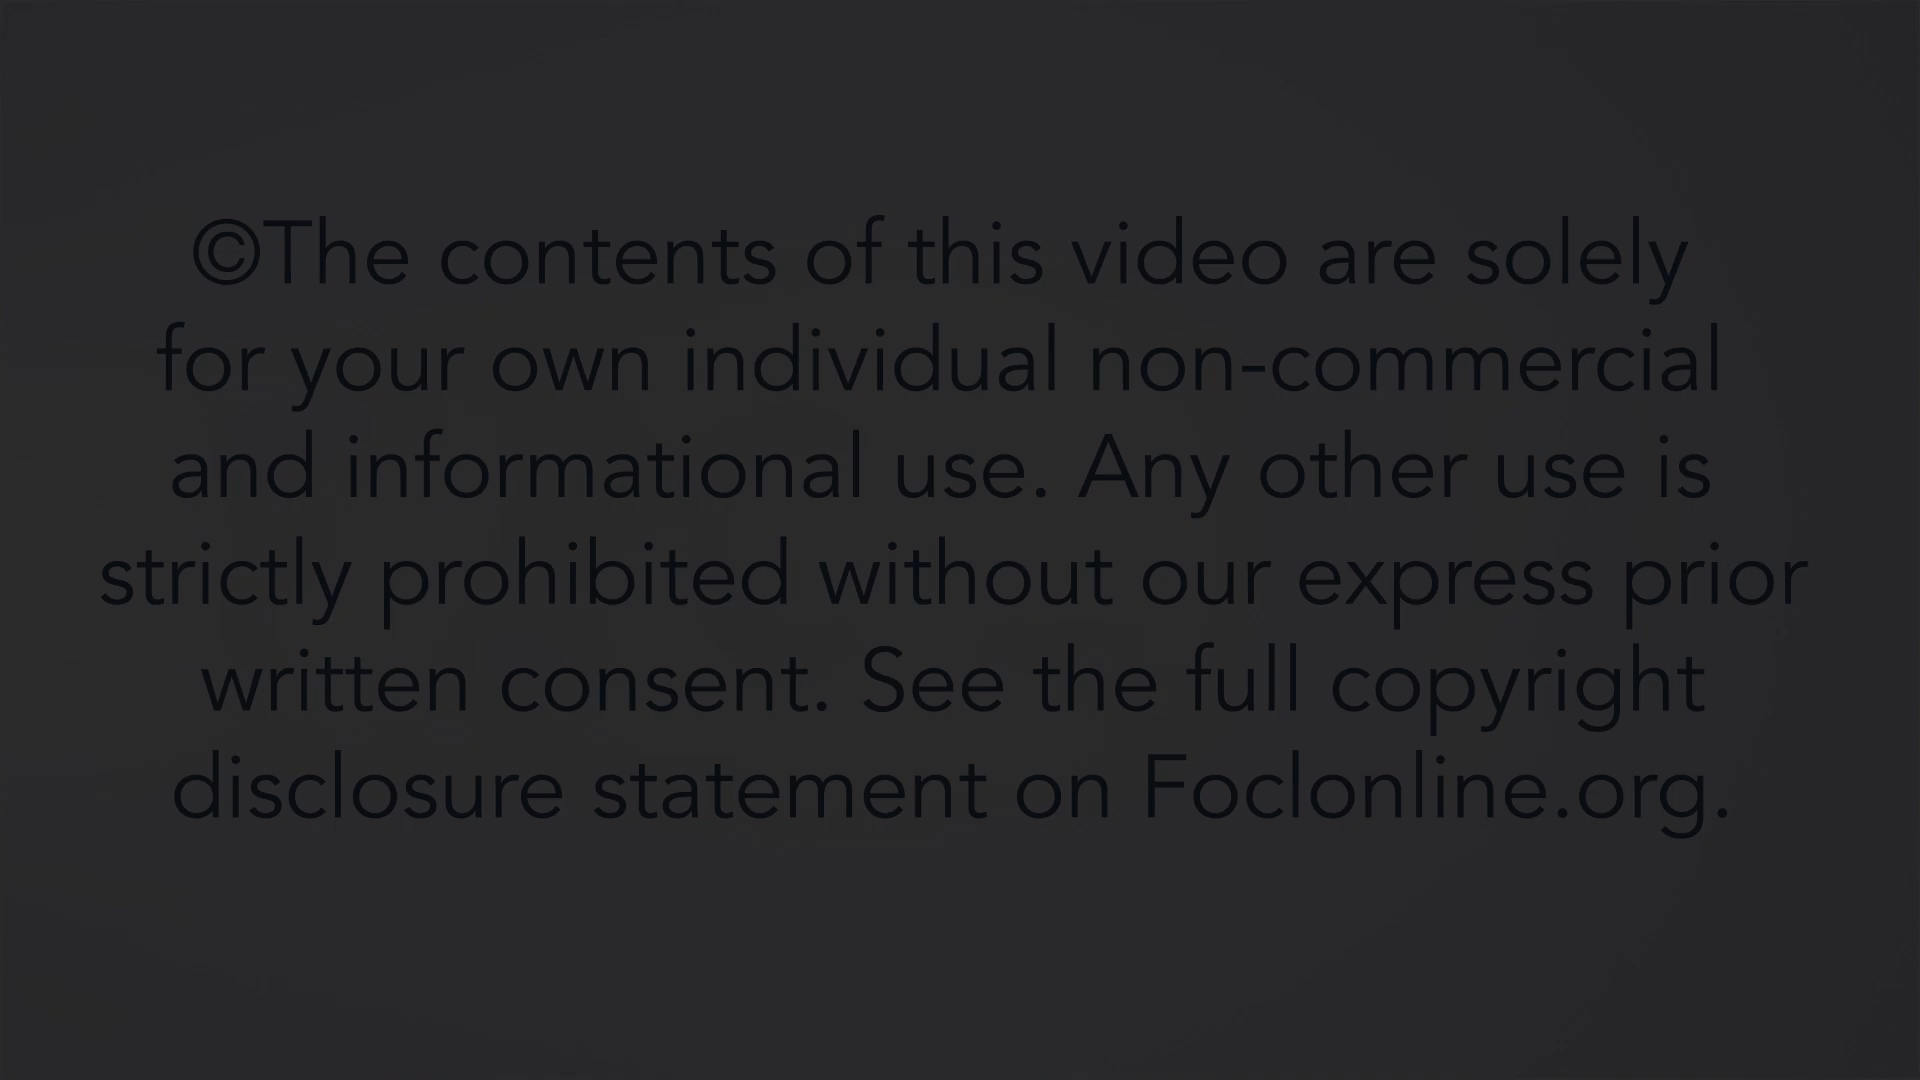 ©The contents of this video are solely
for your own individual non-commercial
and informational use. Any other use is
strictly prohibited without our express prior
written consent. See the full copyright
disclosure statement on Foclonline.org.